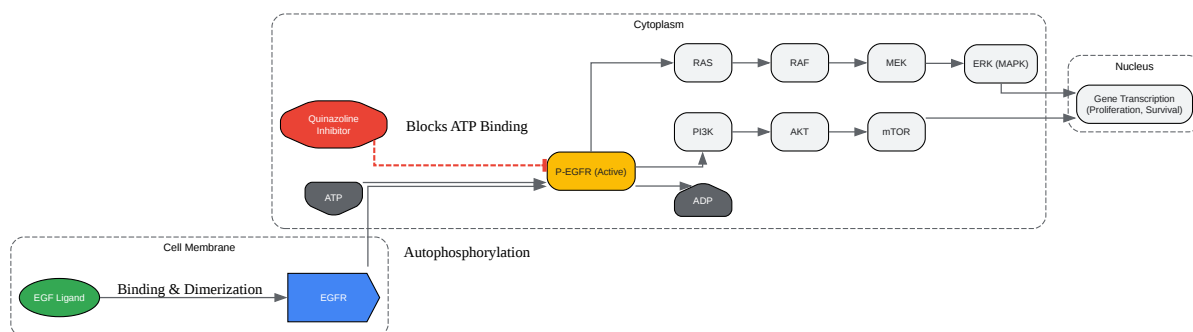 Cytoplasm
RAS
RAF
MEK
ERK (MAPK)
Nucleus
Gene Transcription
(Proliferation, Survival)
Quinazoline
Inhibitor
Blocks ATP Binding
PI3K
AKT
mTOR
P-EGFR (Active)
ATP
ADP
Cell Membrane
Autophosphorylation
EGF Ligand
Binding & Dimerization
EGFR